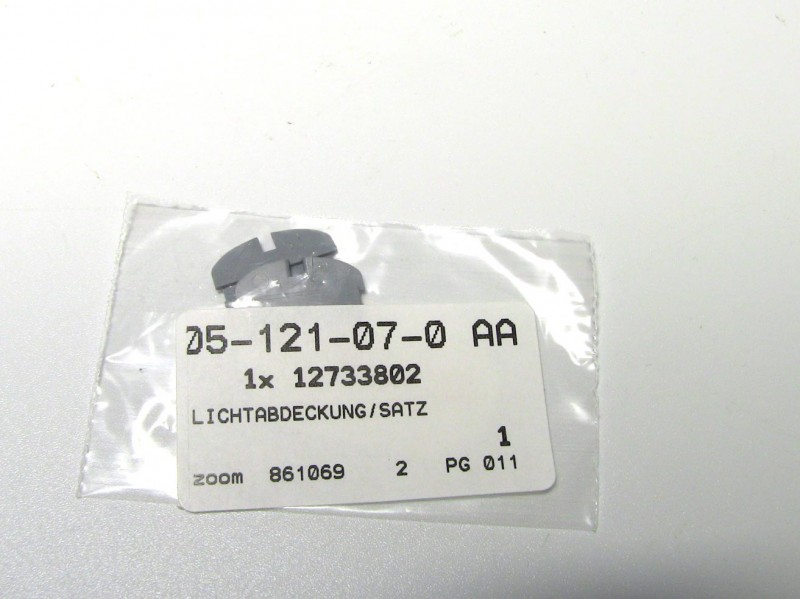 05-121-07-0 AA
1x 12733802
LICHTABDECKUNG/SATZ
1
zoom 861069 2 PG 011